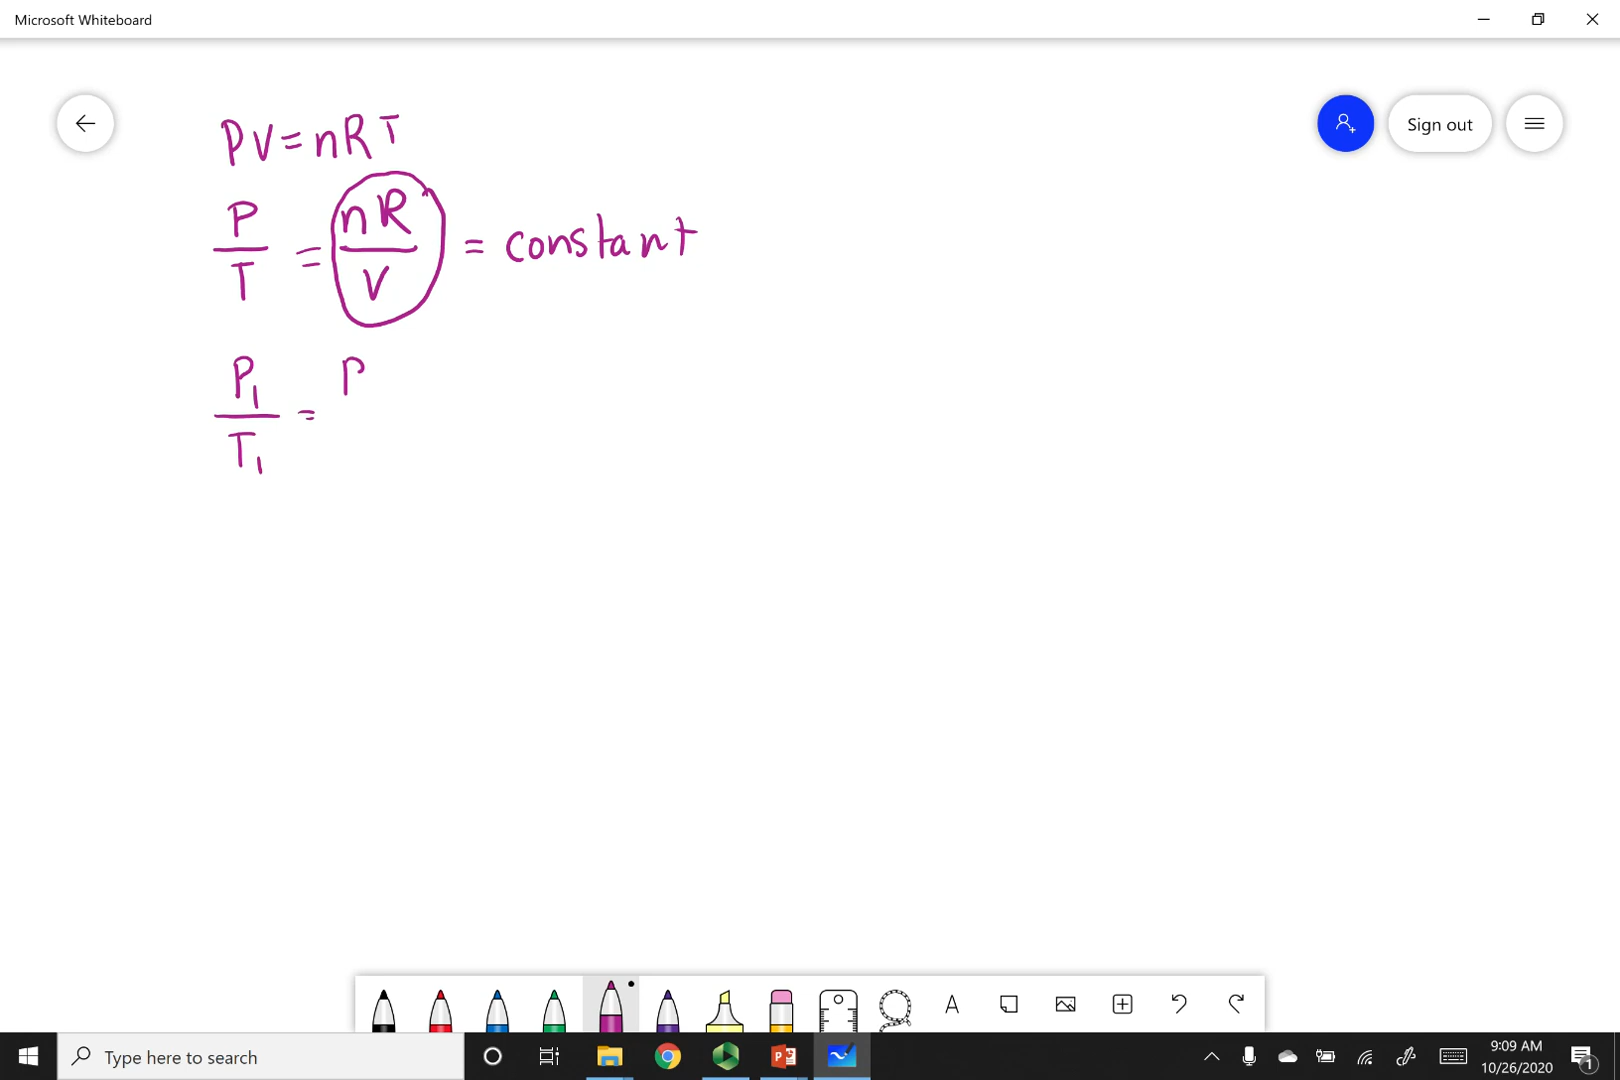 Microsoft Whiteboard
Sign out
PV = nRT
P/T = nR/V = constant
P₁/T₁ = P
A
Type here to search
9:09 AM
10/26/2020
1